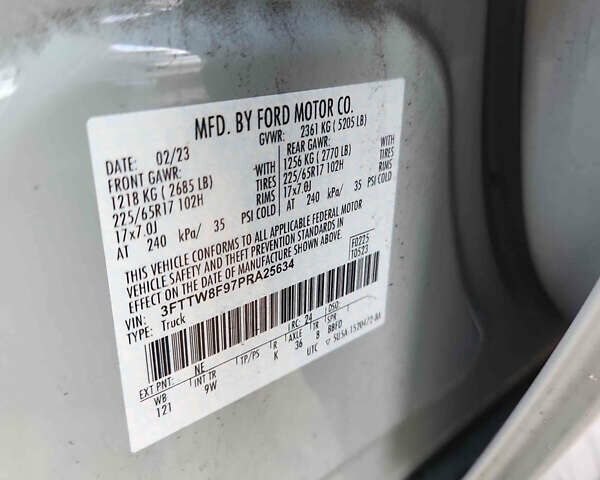 MFD. BY FORD MOTOR CO.
DATE: 02/23 GVWR: 2361 KG ( 5205 LB)
FRONT GAWR: REAR GAWR:
1218 KG ( 2685 LB) WITH 1256 KG ( 2770 LB) WITH
225/65R17 102H TIRES 225/65R17 102H TIRES
17x7.0J RIMS 17x7.0J RIMS
AT 240 kPa/ 35 PSI COLD AT 240 kPa/ 35 PSI COLD
THIS VEHICLE CONFORMS TO ALL APPLICABLE FEDERAL MOTOR
VEHICLE SAFETY AND THEFT PREVENTION STANDARDS IN
EFFECT ON THE DATE OF MANUFACTURE SHOWN ABOVE.
F0225
10523
VIN: 3FTTW8F97PRA25634
TYPE: Truck
EXT PNT: NE RC: 24 DSO:
WB INT TR TP/PS R AXLE TR SPR
121 9W K 36 8 BBFD
UTC